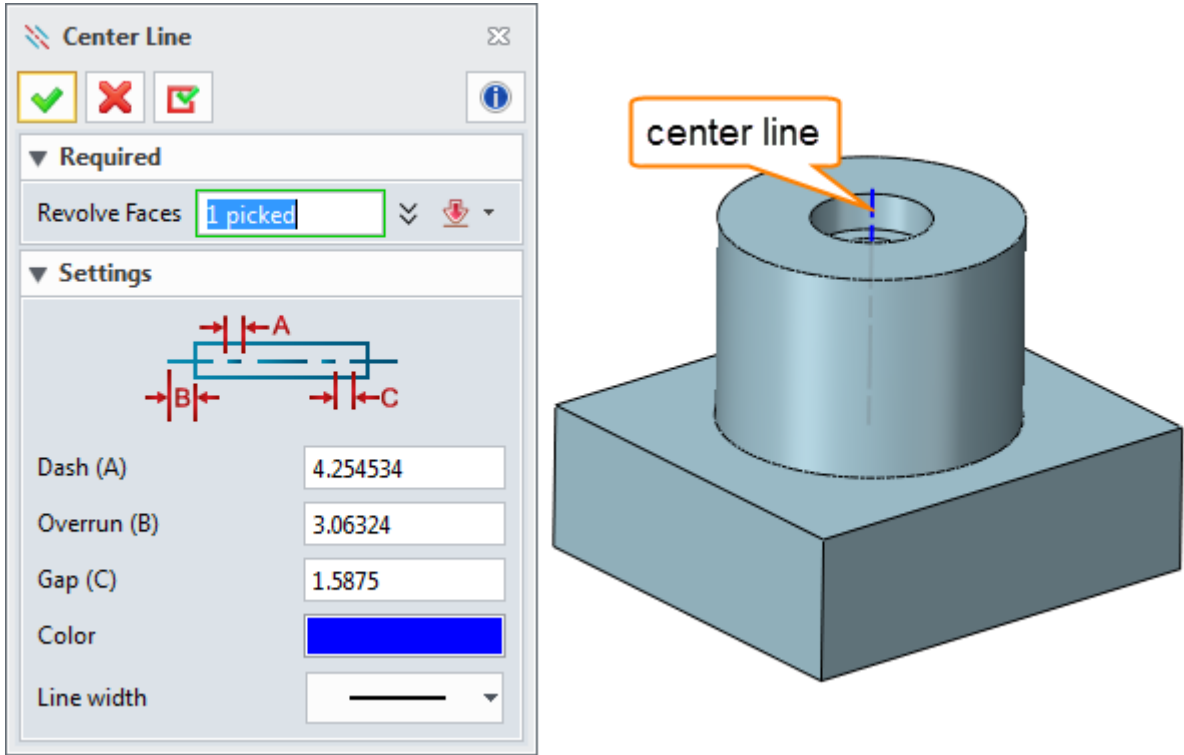 Center Line
Required
Revolve Faces 1 picked
Settings
A
B
C
Dash (A) 4.254534
Overrun (B) 3.06324
Gap (C) 1.5875
Color
Line width
center line